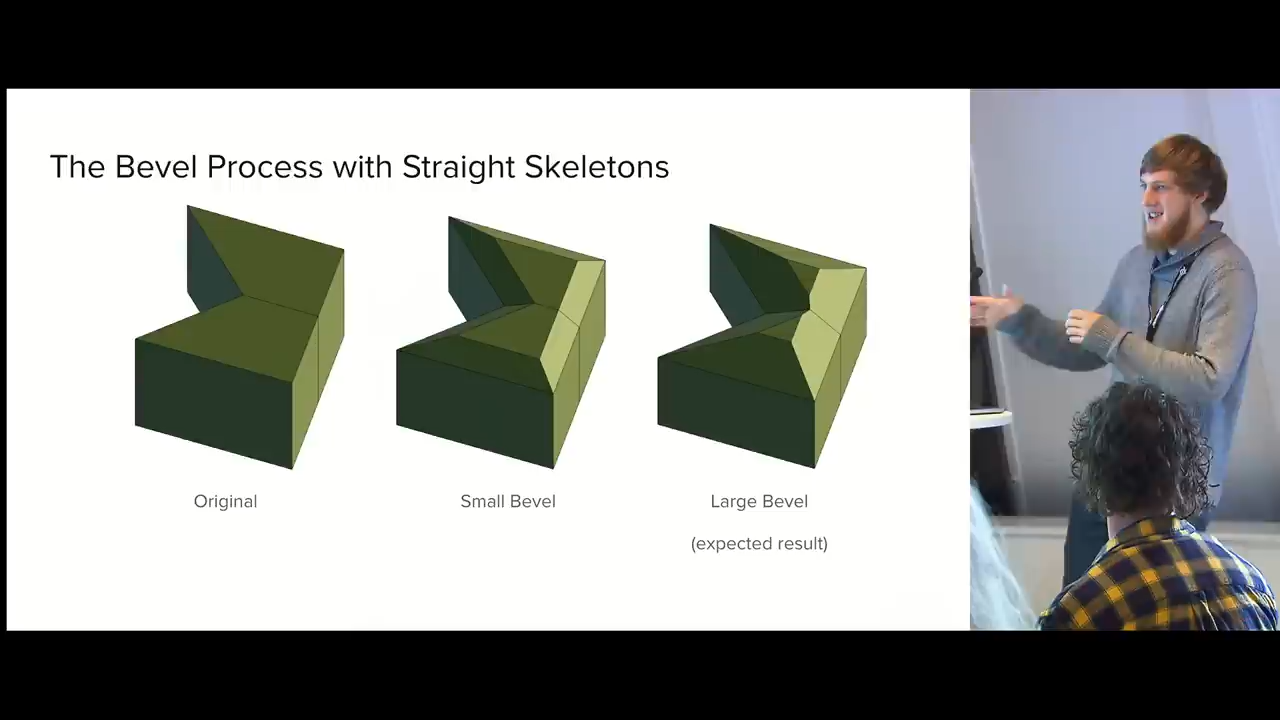 The Bevel Process with Straight Skeletons
Original
Small Bevel
Large Bevel
(expected result)